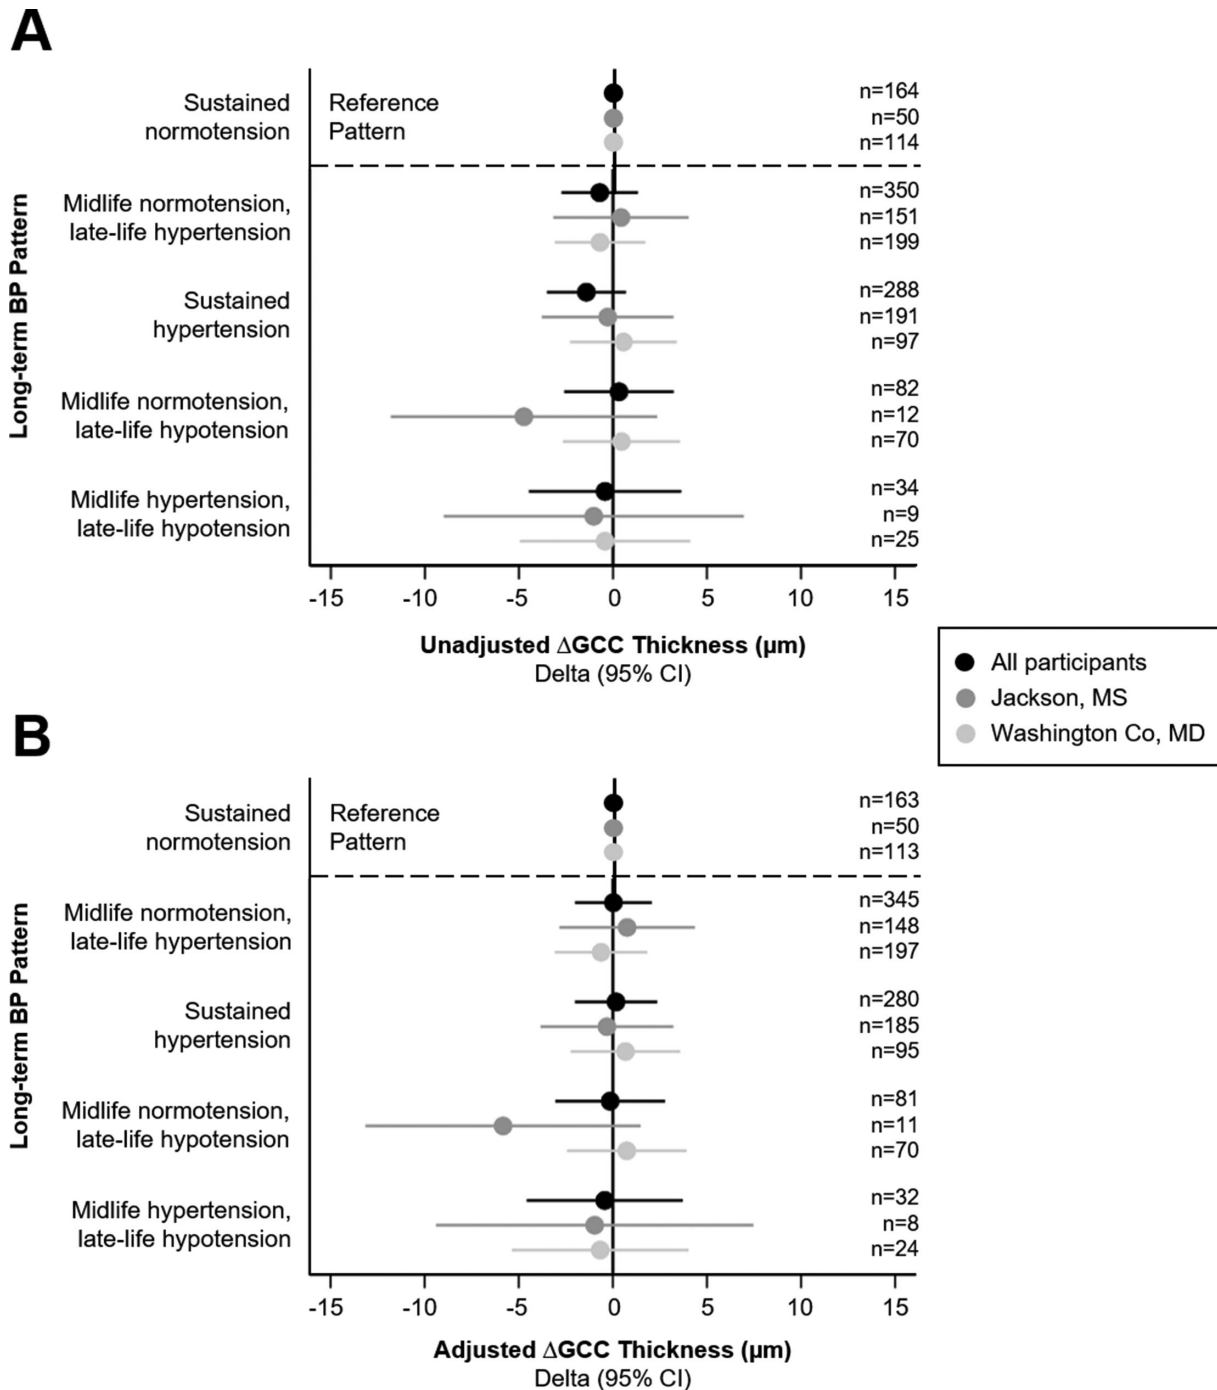 A
Sustained
normotension
Reference
Pattern
n=164
n=50
n=114
Midlife normotension,
late-life hypertension
n=350
n=151
n=199
Sustained
hypertension
n=288
n=191
n=97
Midlife normotension,
late-life hypotension
n=82
n=12
n=70
Midlife hypertension,
late-life hypotension
n=34
n=9
n=25
Long-term BP Pattern
-15 -10 -5 0 5 10 15
Unadjusted ΔGCC Thickness (µm)
Delta (95% CI)
All participants
Jackson, MS
Washington Co, MD
B
Sustained
normotension
Reference
Pattern
n=163
n=50
n=113
Midlife normotension,
late-life hypertension
n=345
n=148
n=197
Sustained
hypertension
n=280
n=185
n=95
Midlife normotension,
late-life hypotension
n=81
n=11
n=70
Midlife hypertension,
late-life hypotension
n=32
n=8
n=24
Long-term BP Pattern
-15 -10 -5 0 5 10 15
Adjusted ΔGCC Thickness (µm)
Delta (95% CI)